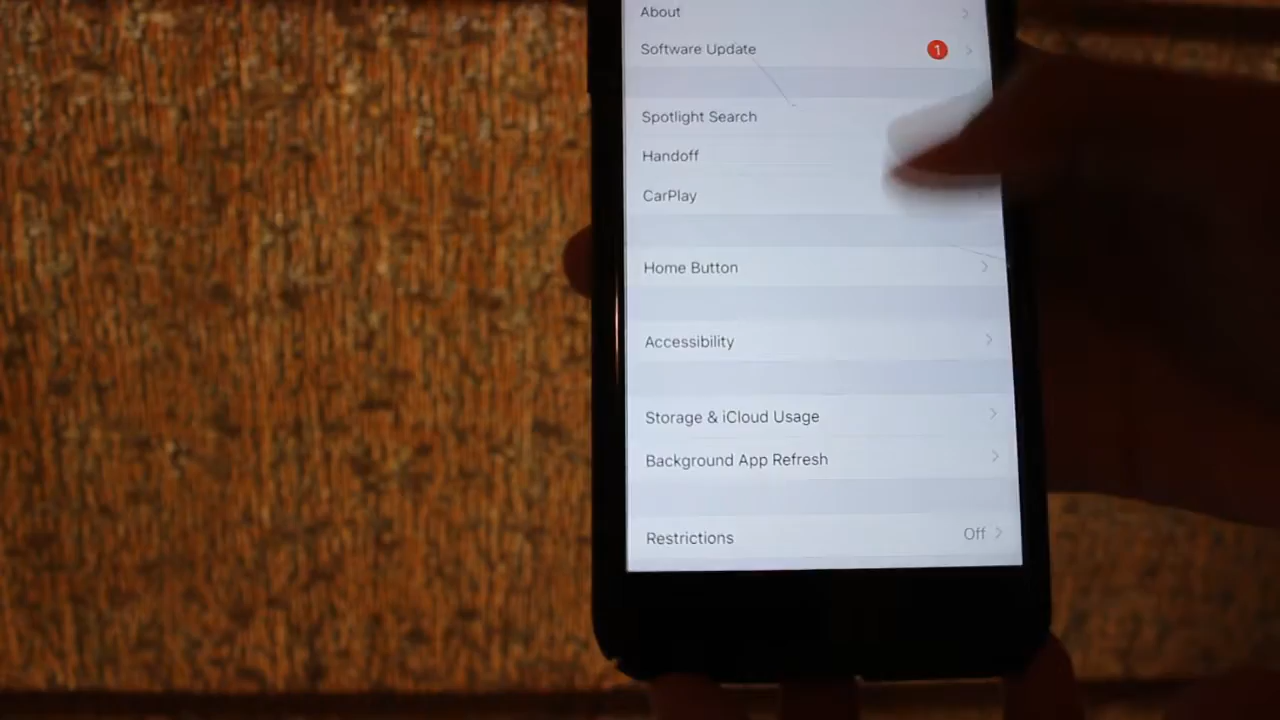 About
Software Update 1
Spotlight Search
Handoff
CarPlay
Home Button
Accessibility
Storage & iCloud Usage
Background App Refresh
Restrictions Off